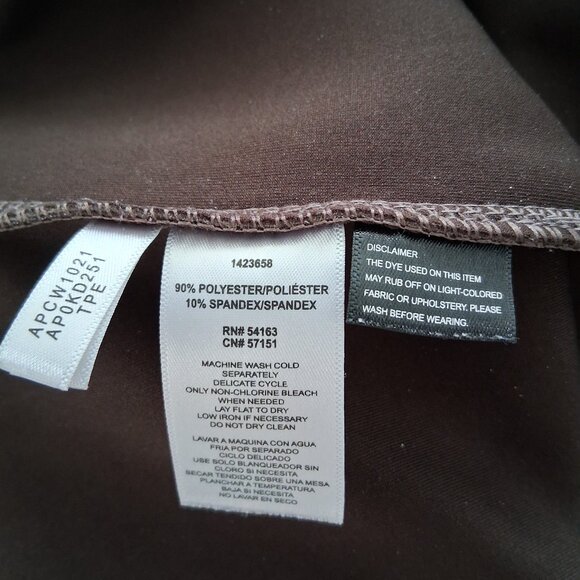 APCW1021
AP0KD251
TPE
1423658
90% POLYESTER/POLIÉSTER
10% SPANDEX/SPANDEX
RN# 54163
CN# 57151
MACHINE WASH COLD
SEPARATELY
DELICATE CYCLE
ONLY NON-CHLORINE BLEACH
WHEN NEEDED
LAY FLAT TO DRY
LOW IRON IF NECESSARY
DO NOT DRY CLEAN
LAVAR A MAQUINA CON AGUA
FRIA POR SEPARADO
CICLO DELICADO
USE SOLO BLANQUEADOR SIN
CLORO SI NECESITA
SECAR TENDIDO SOBRE UNA MESA
PLANCHAR A TEMPERATURA
BAJA SI NECESITA
NO LAVAR EN SECO
DISCLAIMER
THE DYE USED ON THIS ITEM
MAY RUB OFF ON LIGHT-COLORED
FABRIC OR UPHOLSTERY. PLEASE
WASH BEFORE WEARING.